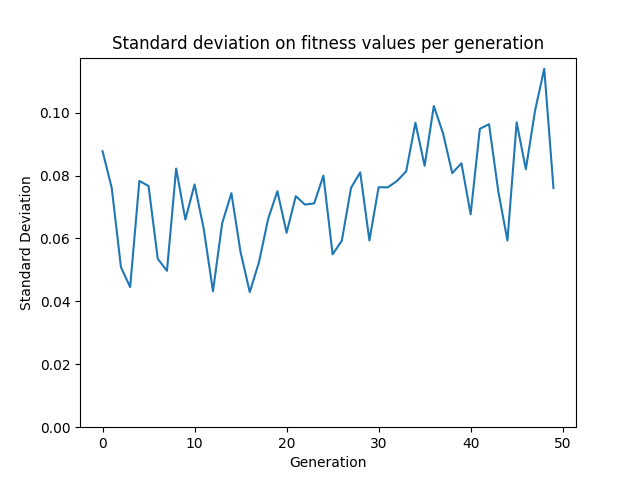 Standard deviation on fitness values per generation
Standard Deviation
0.10
0.08
0.06
0.04
0.02
0.00
0 10 20 30 40 50
Generation